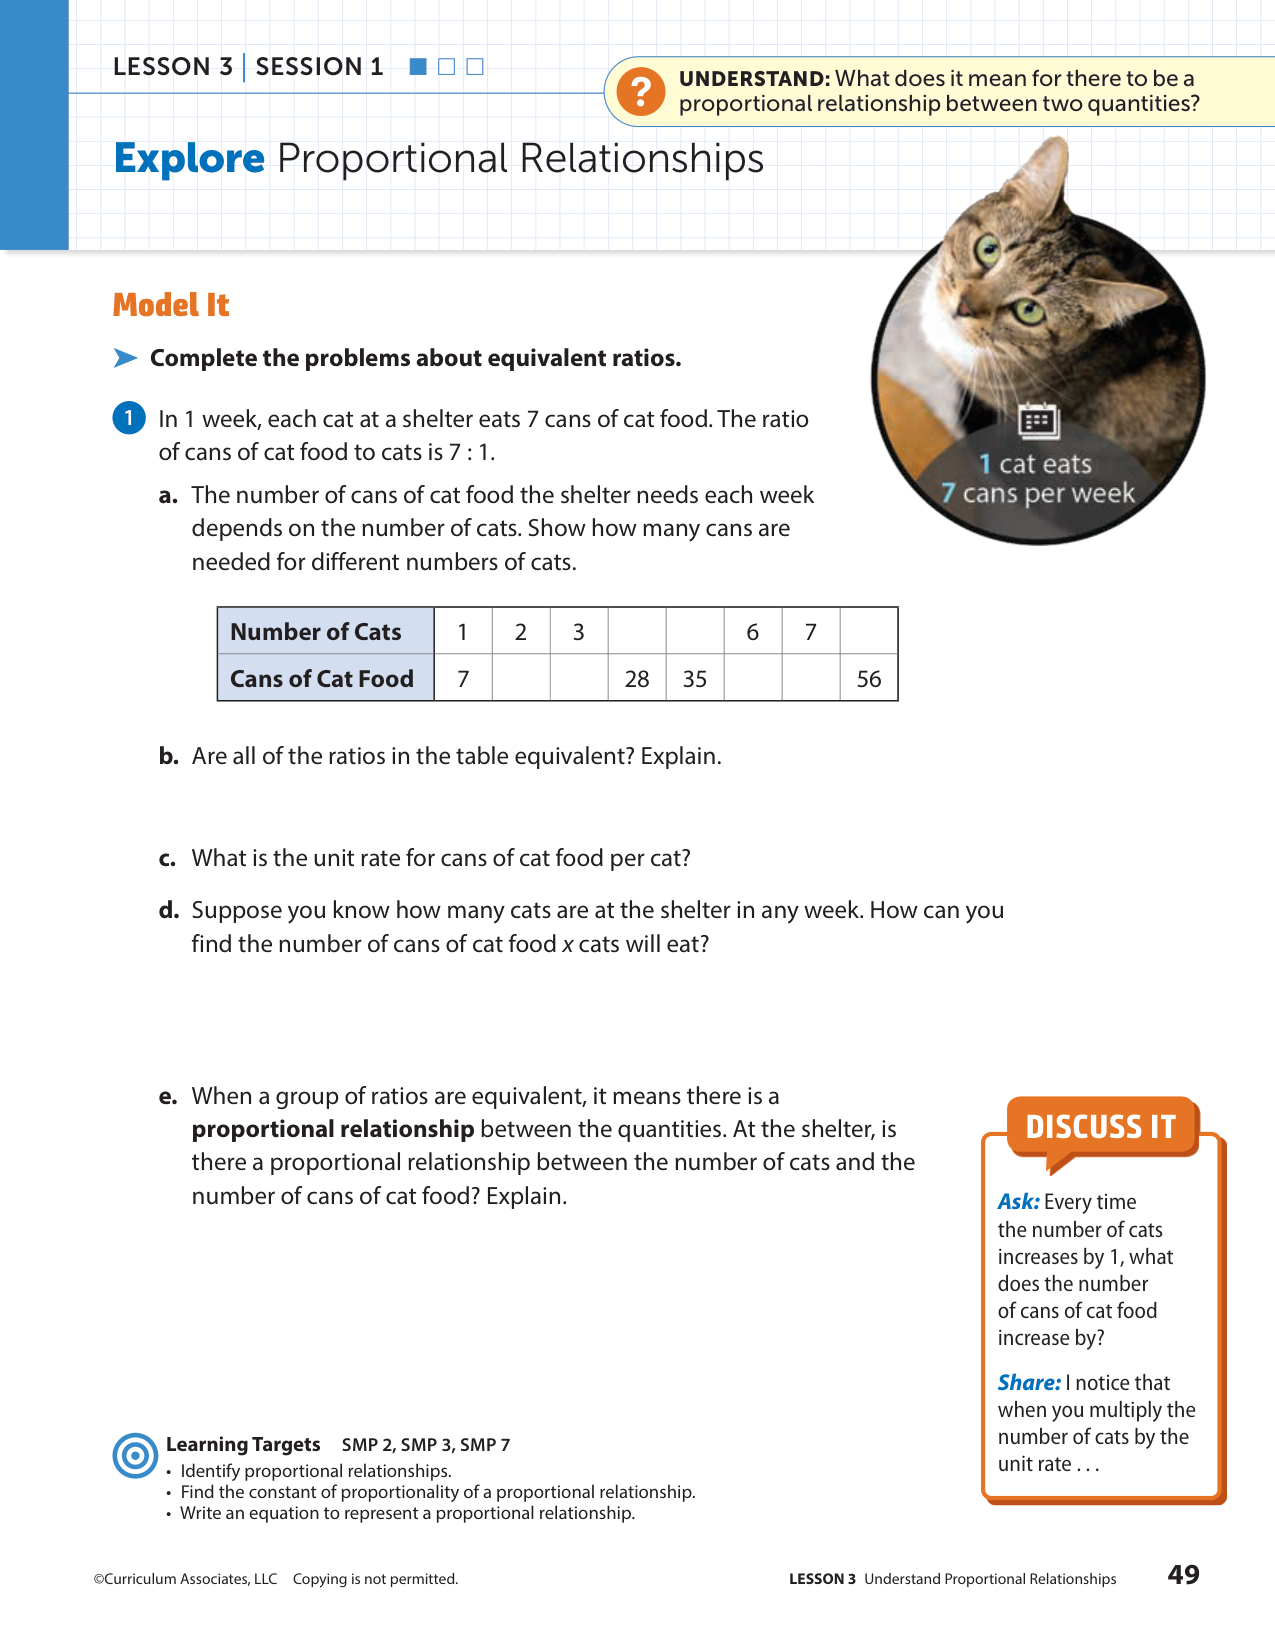 LESSON 3 | SESSION 1
? UNDERSTAND: What does it mean for there to be a
proportional relationship between two quantities?
Explore Proportional Relationships
1 cat eats
7 cans per week
Model It
Complete the problems about equivalent ratios.
1 In 1 week, each cat at a shelter eats 7 cans of cat food. The ratio
of cans of cat food to cats is 7 : 1.
a. The number of cans of cat food the shelter needs each week
depends on the number of cats. Show how many cans are
needed for different numbers of cats.
Number of Cats 1 2 3 6 7
Cans of Cat Food 7 28 35 56
b. Are all of the ratios in the table equivalent? Explain.
c. What is the unit rate for cans of cat food per cat?
d. Suppose you know how many cats are at the shelter in any week. How can you
find the number of cans of cat food x cats will eat?
e. When a group of ratios are equivalent, it means there is a
proportional relationship between the quantities. At the shelter, is
there a proportional relationship between the number of cats and the
number of cans of cat food? Explain.
DISCUSS IT
Ask: Every time
the number of cats
increases by 1, what
does the number
of cans of cat food
increase by?
Share: I notice that
when you multiply the
number of cats by the
unit rate . . .
Learning Targets SMP 2, SMP 3, SMP 7
• Identify proportional relationships.
• Find the constant of proportionality of a proportional relationship.
• Write an equation to represent a proportional relationship.
©Curriculum Associates, LLC Copying is not permitted.
LESSON 3 Understand Proportional Relationships 49